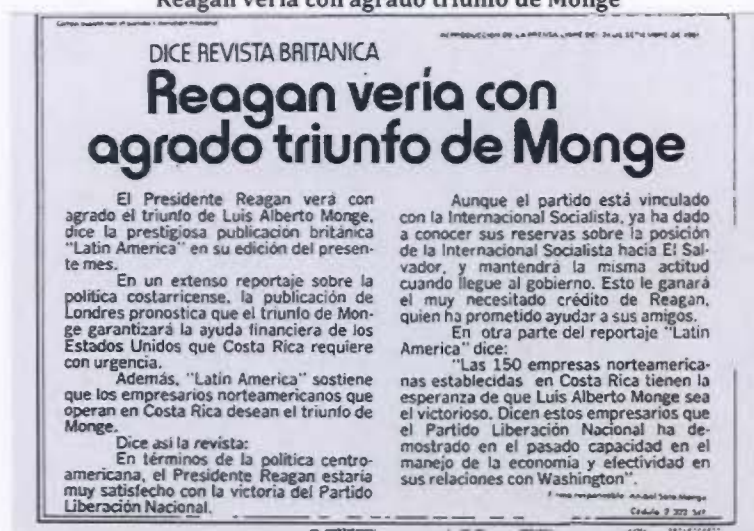 Reagan vería con agrado triunfo de Monge
DICE REVISTA BRITANICA
Reagan vería con
agrado triunfo de Monge
El Presidente Reagan verá con
agrado el triunfo de Luis Alberto Monge,
dice la prestigiosa publicación británica
"Latin America" en su edición del presen-
te mes.
En un extenso reportaje sobre la
política costarricense, la publicación de
Londres pronostica que el triunfo de Mon-
ge garantizará la ayuda financiera de los
Estados Unidos que Costa Rica requiere
con urgencia.
Además, "Latin America" sostiene
que los empresarios norteamericanos que
operan en Costa Rica desean el triunfo de
Monge.
Dice así la revista:
En términos de la política centro-
americana, el Presidente Reagan estaría
muy satisfecho con la victoria del Partido
Liberación Nacional.
Aunque el partido está vinculado
con la Internacional Socialista, ya ha dado
a conocer sus reservas sobre la posición
de la Internacional Socialista hacia El Sal-
vador, y mantendrá la misma actitud
cuando llegue al gobierno. Esto le ganará
el muy necesitado crédito de Reagan,
quien ha prometido ayudar a sus amigos.
En otra parte del reportaje "Latin
America" dice:
"Las 150 empresas norteamerica-
nas establecidas en Costa Rica tienen la
esperanza de que Luis Alberto Monge sea
el victorioso. Dicen estos empresarios que
el Partido Liberación Nacional ha de-
mostrado en el pasado capacidad en el
manejo de la economía y efectividad en
sus relaciones con Washington".